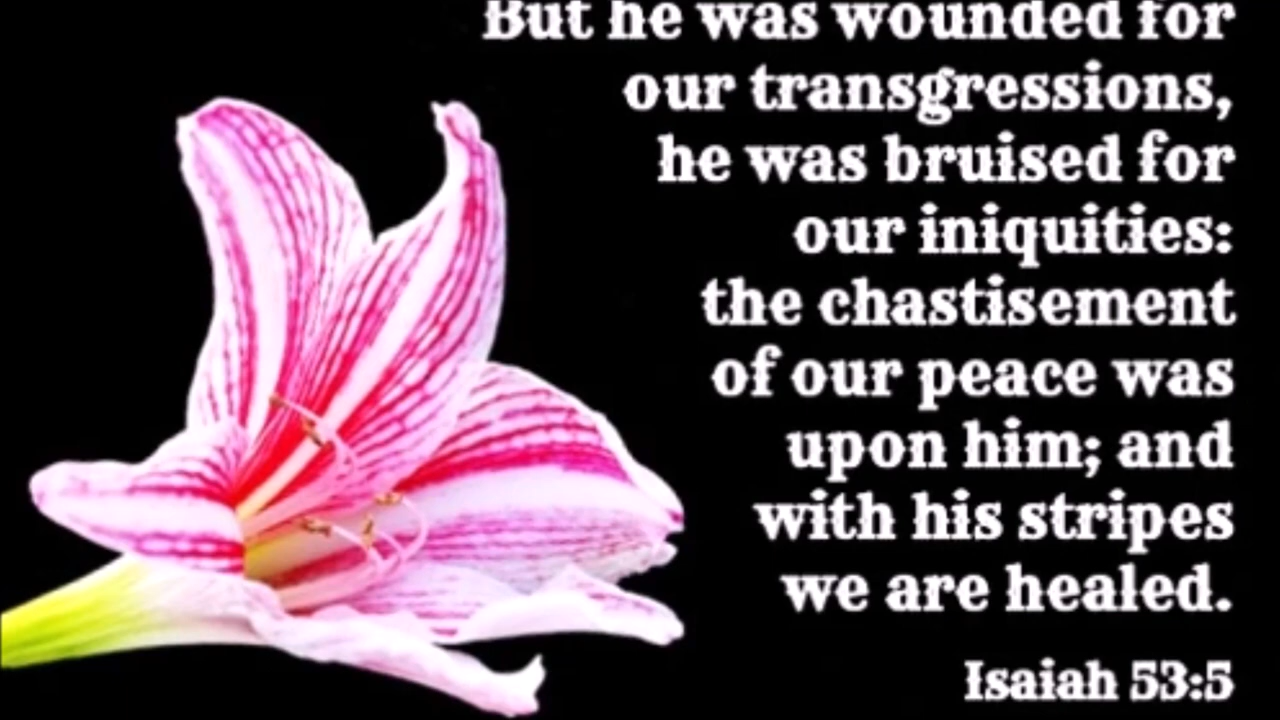 But he was wounded for
our transgressions,
he was bruised for
our iniquities:
the chastisement
of our peace was
upon him; and
with his stripes
we are healed.
Isaiah 53:5